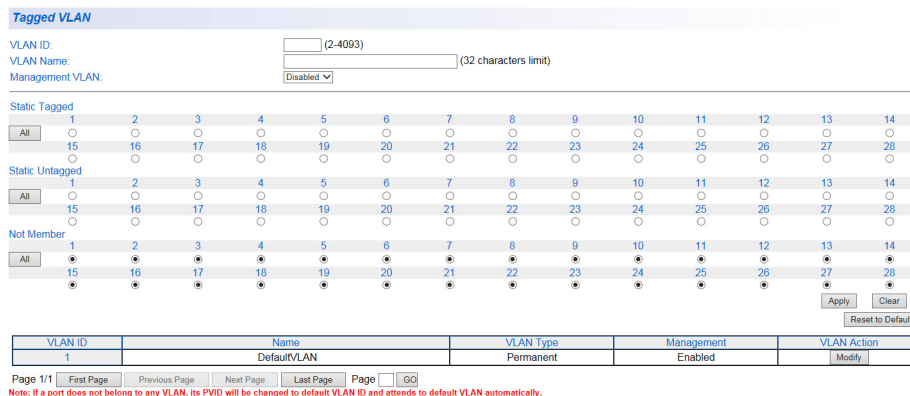 Tagged VLAN
VLAN ID: (2-4093)
VLAN Name: (32 characters limit)
Management VLAN: Disabled
Static Tagged
1 2 3 4 5 6 7 8 9 10 11 12 13 14
All
15 16 17 18 19 20 21 22 23 24 25 26 27 28
Static Untagged
1 2 3 4 5 6 7 8 9 10 11 12 13 14
All
15 16 17 18 19 20 21 22 23 24 25 26 27 28
Not Member
1 2 3 4 5 6 7 8 9 10 11 12 13 14
All
15 16 17 18 19 20 21 22 23 24 25 26 27 28
Apply Clear
Reset to Defaul
VLAN ID Name VLAN Type Management VLAN Action
1 DefaultVLAN Permanent Enabled Modify
Page 1/1 First Page Previous Page Next Page Last Page Page GO
Note: If a port does not belong to any VLAN, its PVID will be changed to default VLAN ID and attends to default VLAN automatically.